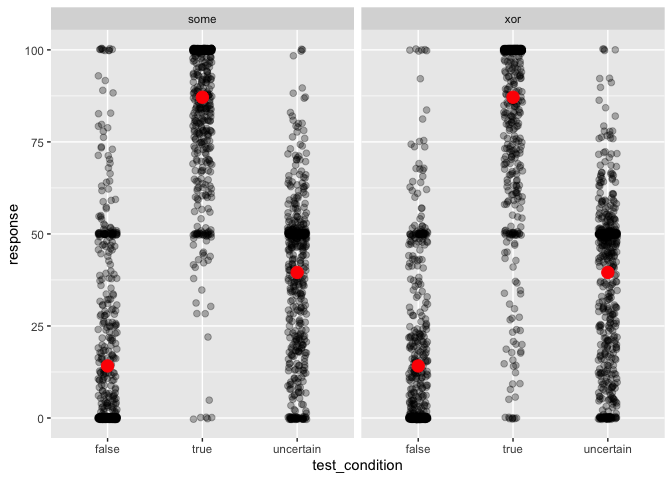 some
xor
response
100
75
50
25
0
false
true
uncertain
false
true
uncertain
test_condition